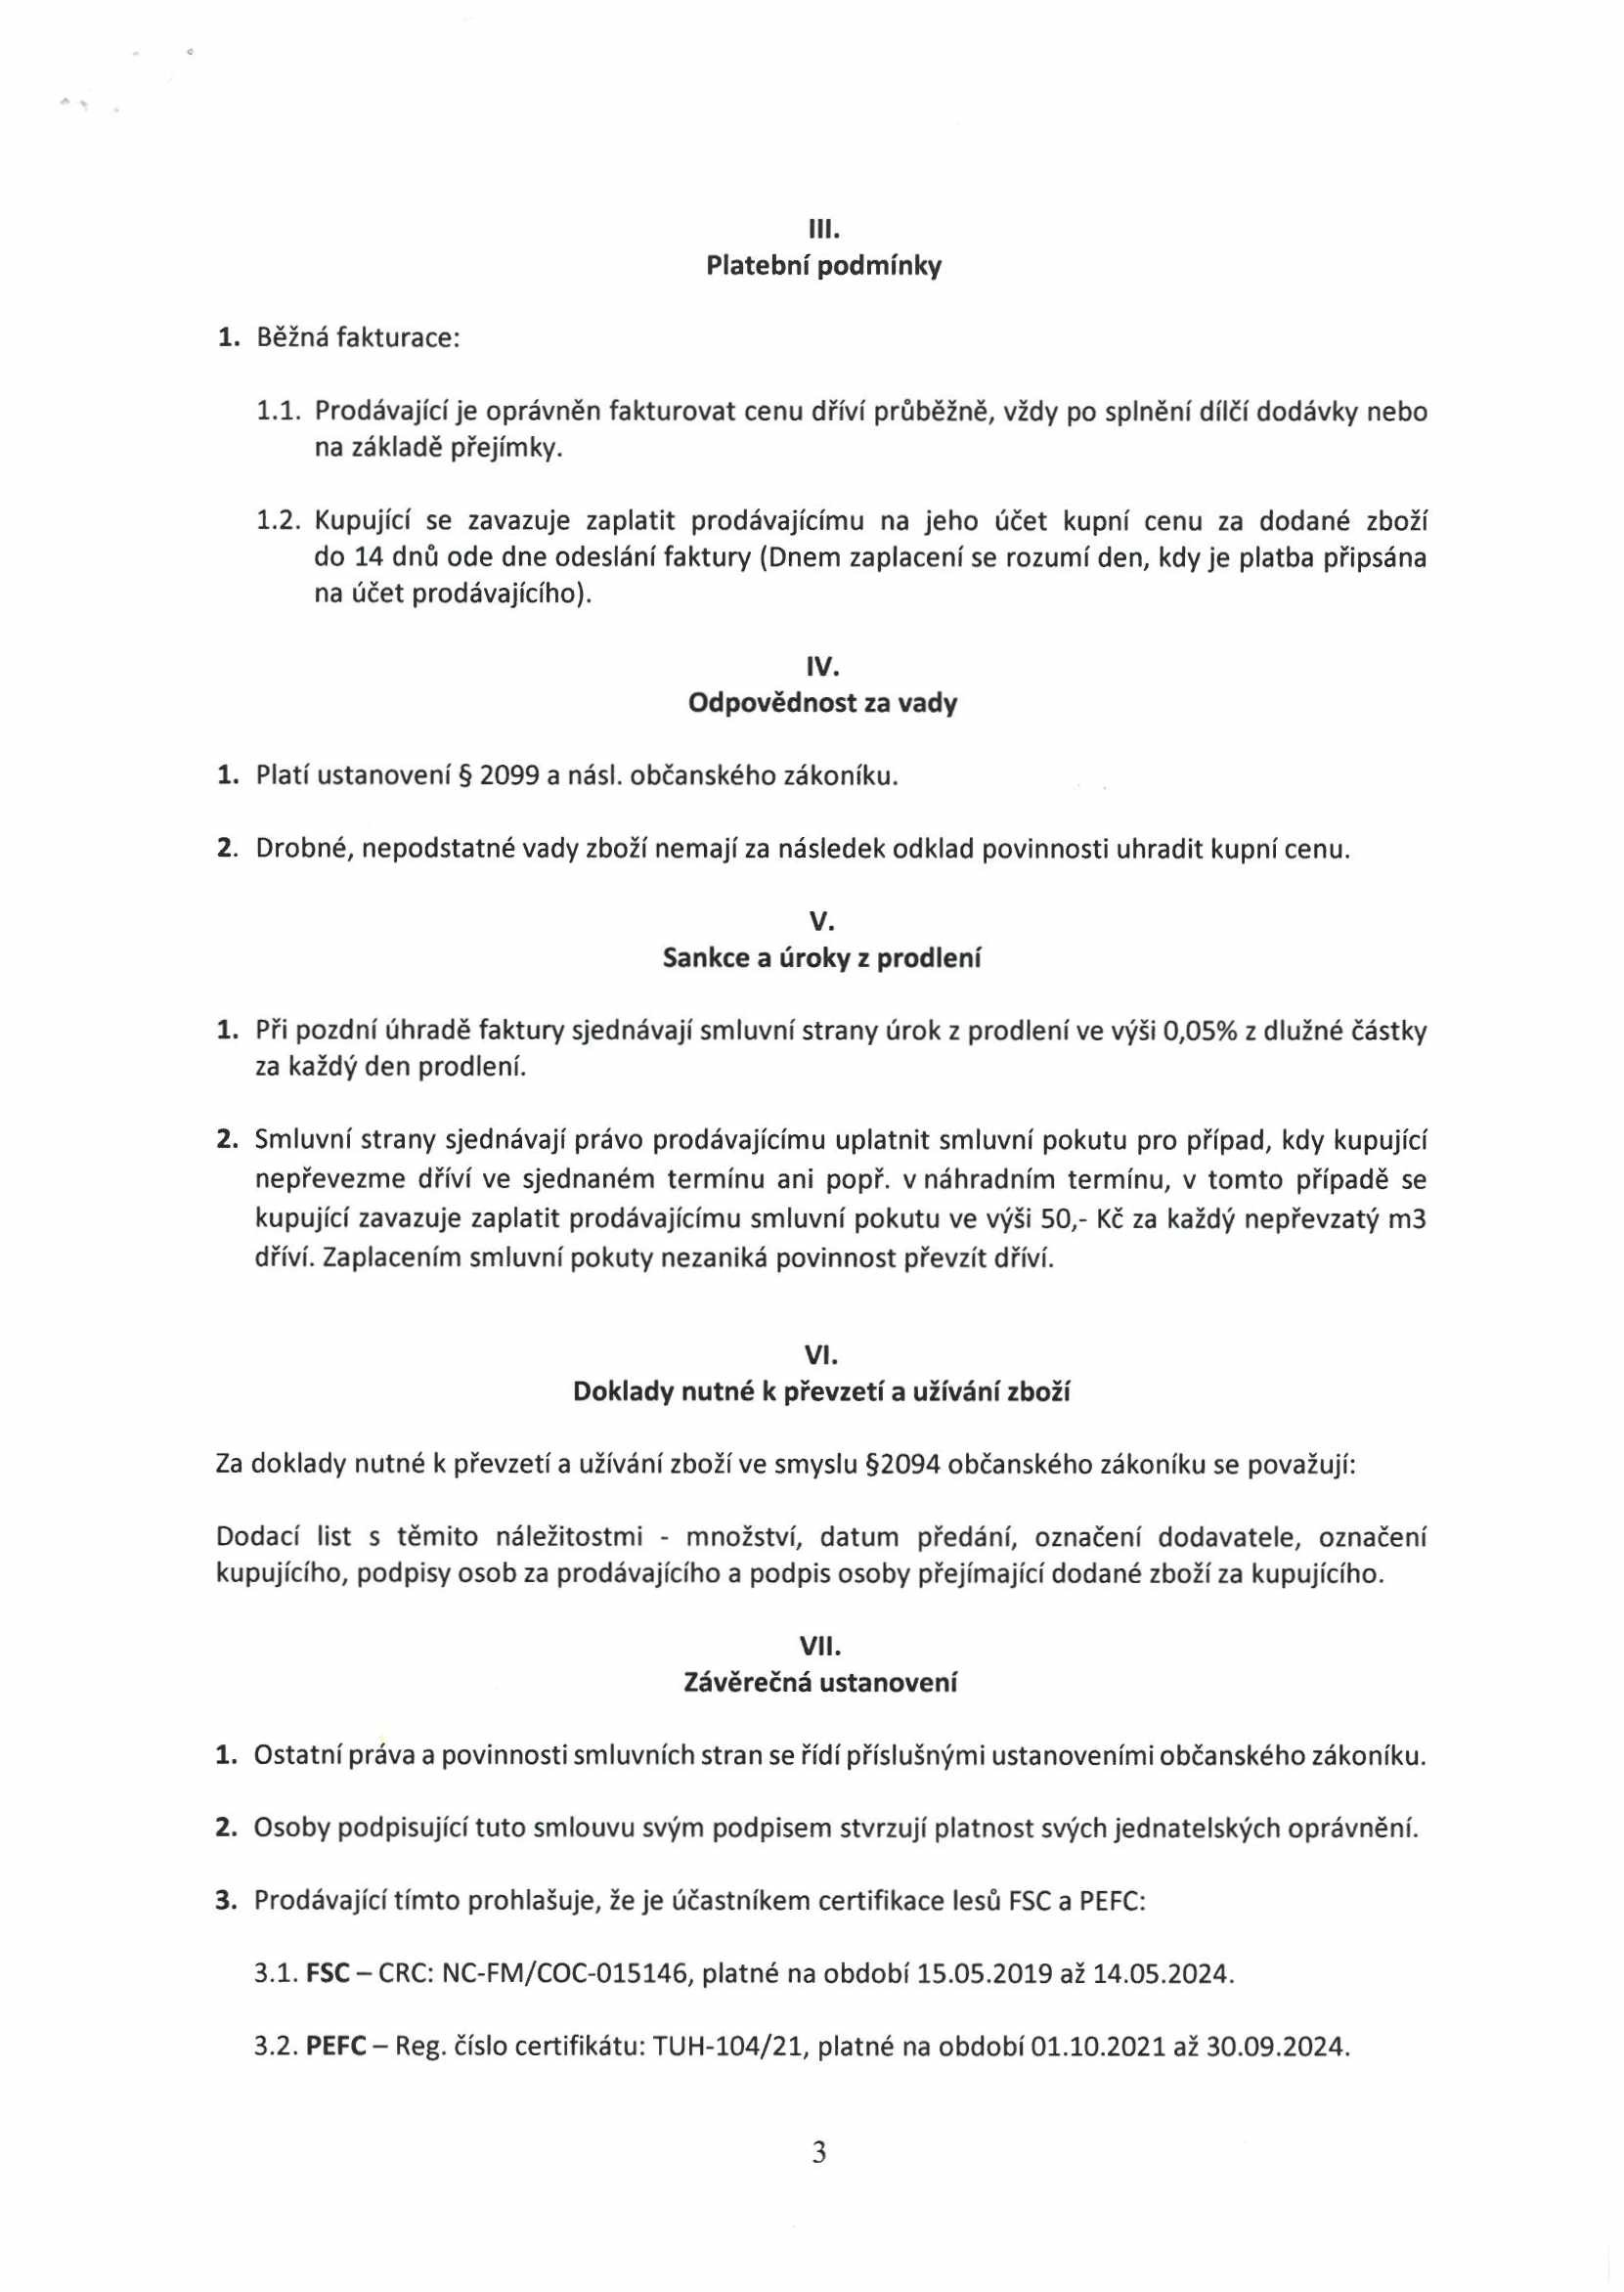 III.
Platební podmínky
1. Běžná fakturace:
1.1. Prodávající je oprávněn fakturovat cenu dříví průběžně, vždy po splnění dílčí dodávky nebo
na základě přejímky.
1.2. Kupující se zavazuje zaplatit prodávajícímu na jeho účet kupní cenu za dodané zboží
do 14 dnů ode dne odeslání faktury (Dnem zaplacení se rozumí den, kdy je platba připsána
na účet prodávajícího).
IV.
Odpovědnost za vady
1. Platí ustanovení § 2099 a násl. občanského zákoníku.
2. Drobné, nepodstatné vady zboží nemají za následek odklad povinnosti uhradit kupní cenu.
V.
Sankce a úroky z prodlení
1. Při pozdní úhradě faktury sjednávají smluvní strany úrok z prodlení ve výši 0,05% z dlužné částky
za každý den prodlení.
2. Smluvní strany sjednávají právo prodávajícímu uplatnit smluvní pokutu pro případ, kdy kupující
nepřevezme dříví ve sjednaném termínu ani popř. v náhradním termínu, v tomto případě se
kupující zavazuje zaplatit prodávajícímu smluvní pokutu ve výši 50,- Kč za každý nepřevzatý m3
dříví. Zaplacením smluvní pokuty nezaniká povinnost převzít dříví.
VI.
Doklady nutné k převzetí a užívání zboží
Za doklady nutné k převzetí a užívání zboží ve smyslu §2094 občanského zákoníku se považují:
Dodací list s těmito náležitostmi - množství, datum předání, označení dodavatele, označení
kupujícího, podpisy osob za prodávajícího a podpis osoby přejímající dodané zboží za kupujícího.
VII.
Závěrečná ustanovení
1. Ostatní práva a povinnosti smluvních stran se řídí příslušnými ustanoveními občanského zákoníku.
2. Osoby podpisující tuto smlouvu svým podpisem stvrzují platnost svých jednatelských oprávnění.
3. Prodávající tímto prohlašuje, že je účastníkem certifikace lesů FSC a PEFC:
3.1. FSC – CRC: NC-FM/COC-015146, platné na období 15.05.2019 až 14.05.2024.
3.2. PEFC – Reg. číslo certifikátu: TUH-104/21, platné na období 01.10.2021 až 30.09.2024.
3